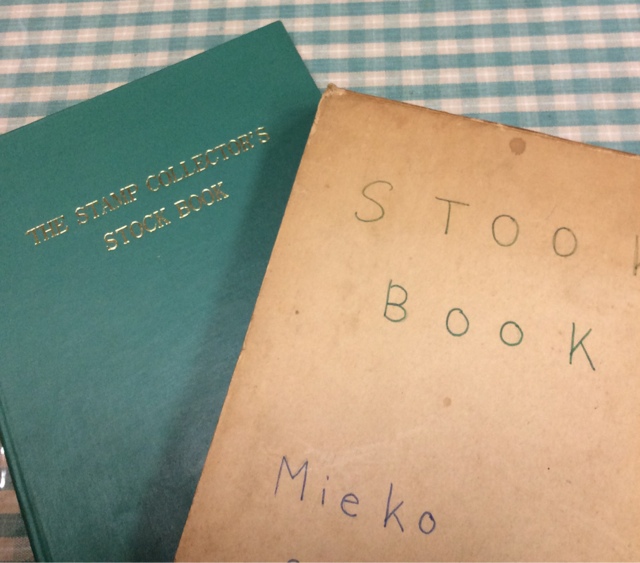 THE STAMP COLLECTOR'S
STOCK BOOK
STOO
BOOK
Mieko